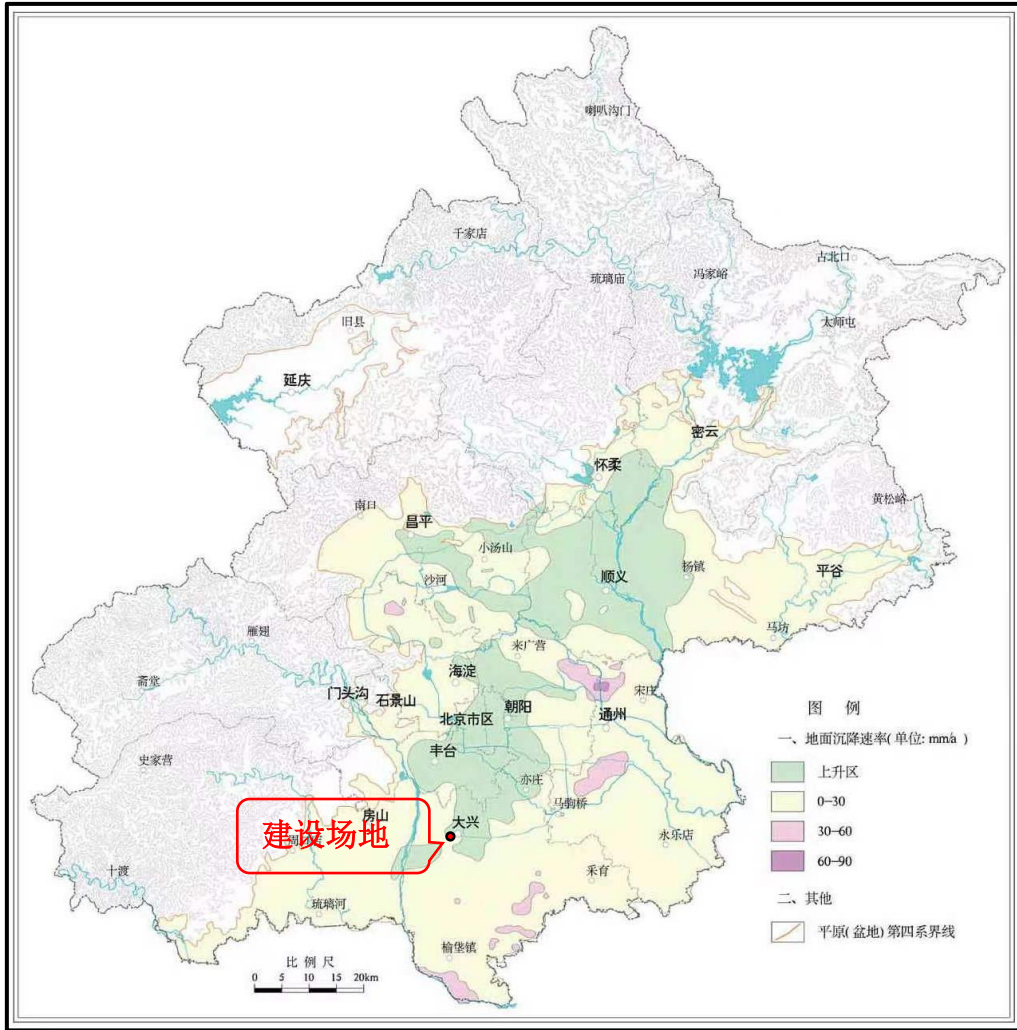 喇叭沟门
千家店
古北口
琉璃庙
冯家峪
太师屯
旧县
延庆
密云
怀柔
黄松峪
南口
昌平
小汤山
平谷
沙河
顺义
杨镇
马坊
雁翅
来广营
斋堂
海淀
门头沟
石景山
宋庄
朝阳
北京市区
通州
丰台
史家营
亦庄
马驹桥
房山
大兴
建设场地
永乐店
十渡
禾育
琉璃河
榆垡镇
比例尺
0 5 10 15 20km
图 例
一、地面沉降速率(单位: mm/a )
上升区
0-30
30-60
60-90
二、其他
平原(盆地)第四系界线